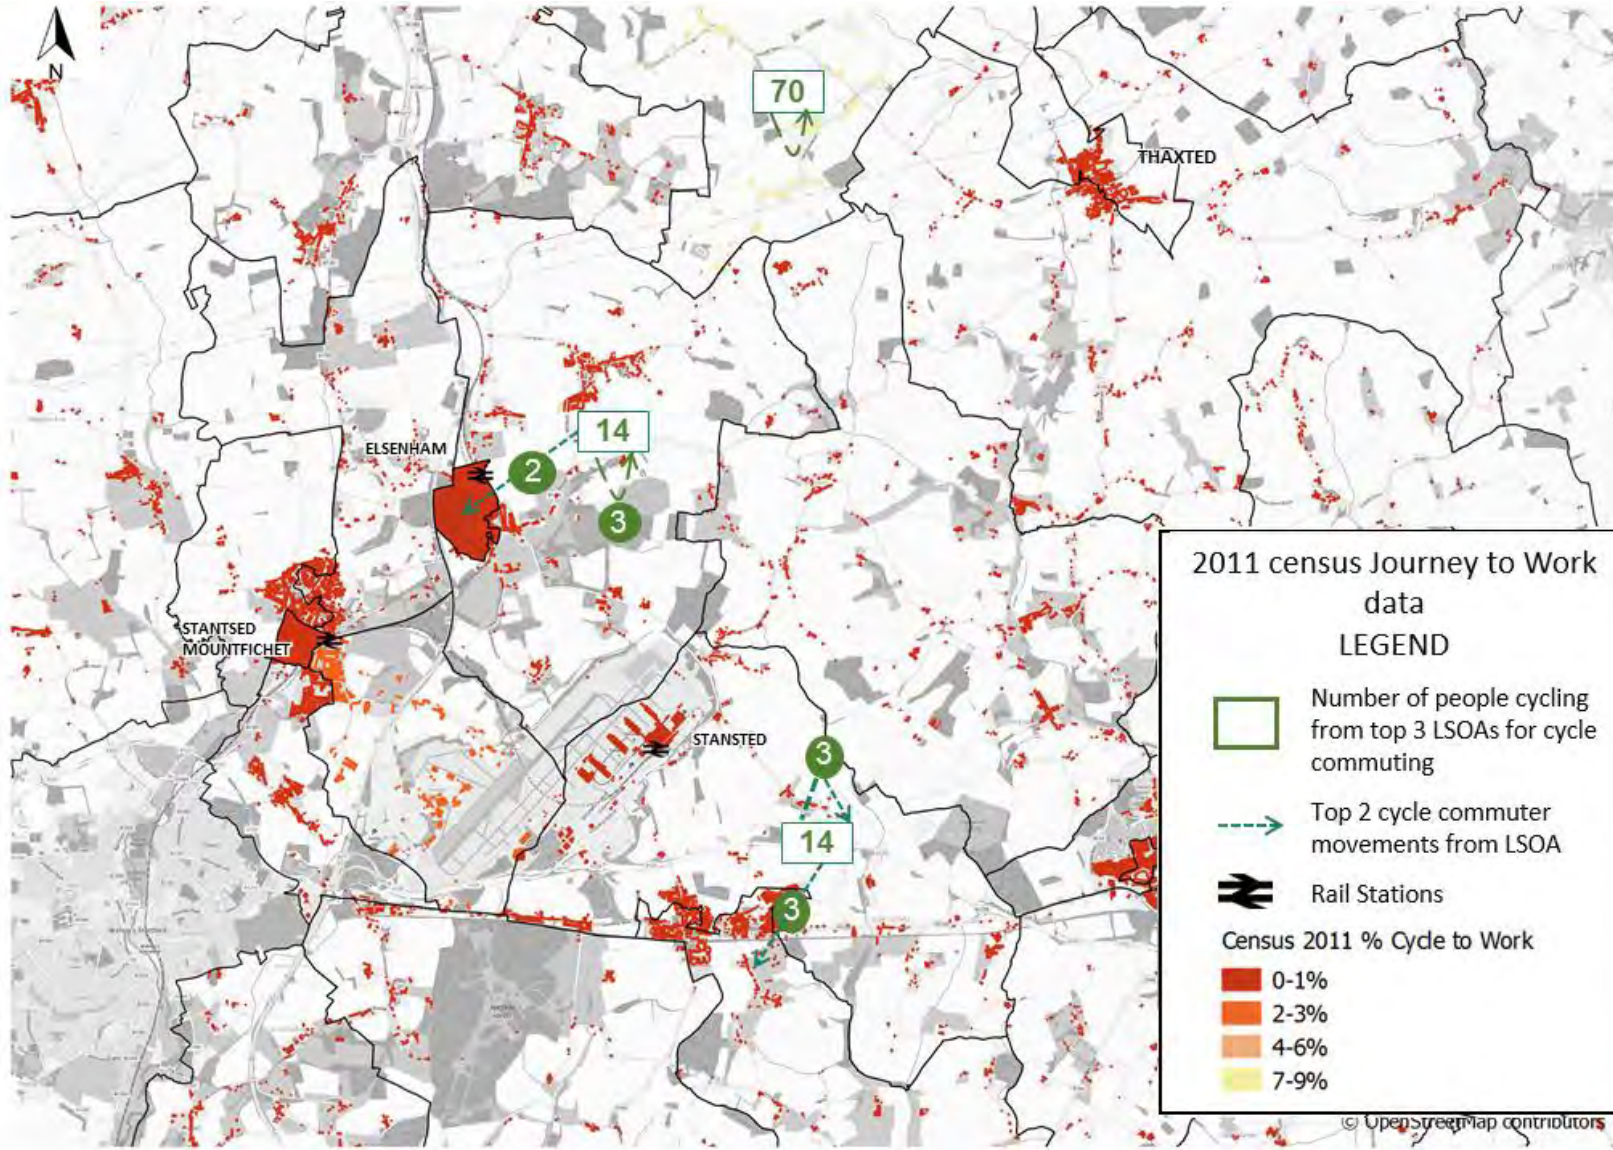 N
70
THAXTED
14
ELSENHAM
2
3
STANTSED
MOUNTFICHET
STANSTED
3
14
3
2011 census Journey to Work
data
LEGEND
Number of people cycling
from top 3 LSOAs for cycle
commuting
Top 2 cycle commuter
movements from LSOA
Rail Stations
Census 2011 % Cycle to Work
0-1%
2-3%
4-6%
7-9%
© OpenStreetMap contributors